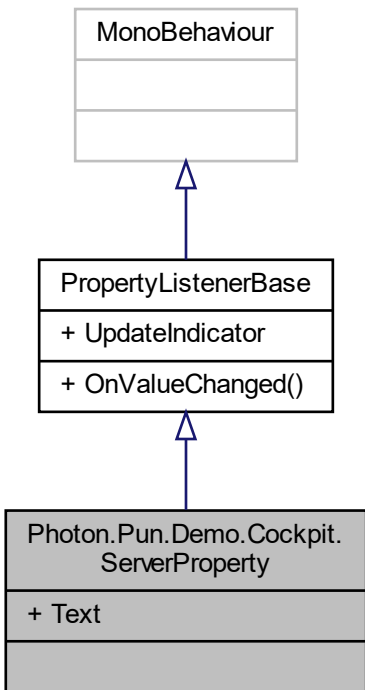 MonoBehaviour
PropertyListenerBase
+ UpdateIndicator
+ OnValueChanged()
Photon.Pun.Demo.Cockpit.
ServerProperty
+ Text